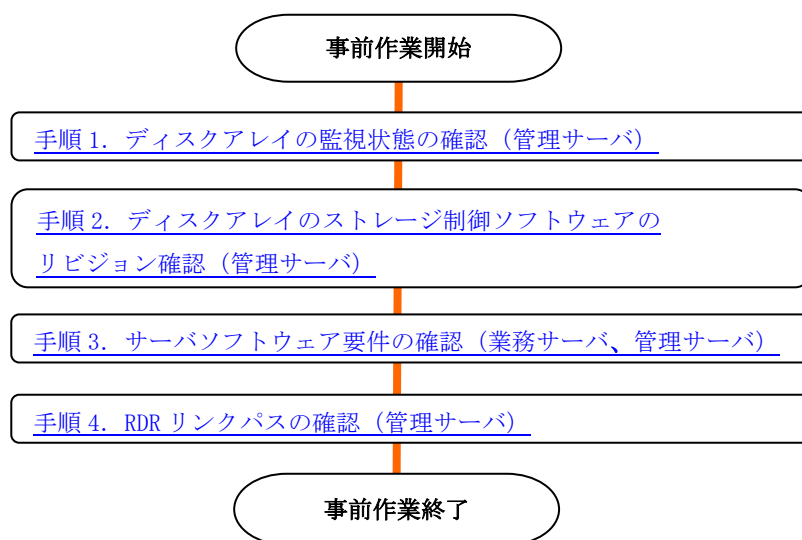 事前作業開始
手順 1. ディスクアレイの監視状態の確認（管理サーバ）
手順 2. ディスクアレイのストレージ制御ソフトウェアの
リビジョン確認（管理サーバ）
手順 3. サーバソフトウェア要件の確認（業務サーバ、管理サーバ）
手順 4. RDR リンクパスの確認（管理サーバ）
事前作業終了